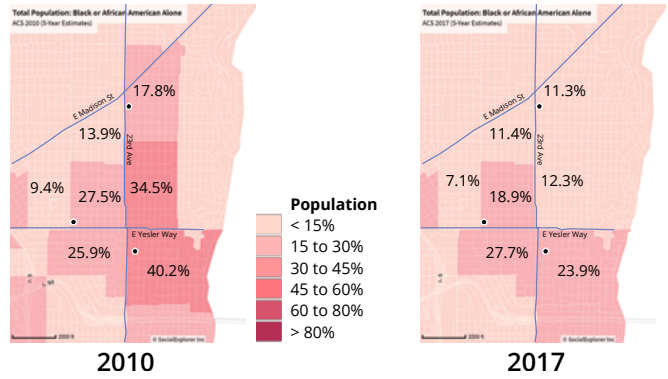 Total Population: Black or African American Alone
ACS 2010 (5-Year Estimates)
17.8%
E Madison St
13.9%
23rd Ave
9.4%
27.5%
34.5%
E Yesler Way
25.9%
40.2%
2000 ft
© SocialExplorer Inc
2010
Population
< 15%
15 to 30%
30 to 45%
45 to 60%
60 to 80%
> 80%
Total Population: Black or African American Alone
ACS 2017 (5-Year Estimates)
11.3%
E Madison St
11.4%
23rd Ave
7.1%
18.9%
12.3%
E Yesler Way
27.7%
23.9%
2000 ft
© SocialExplorer Inc
2017